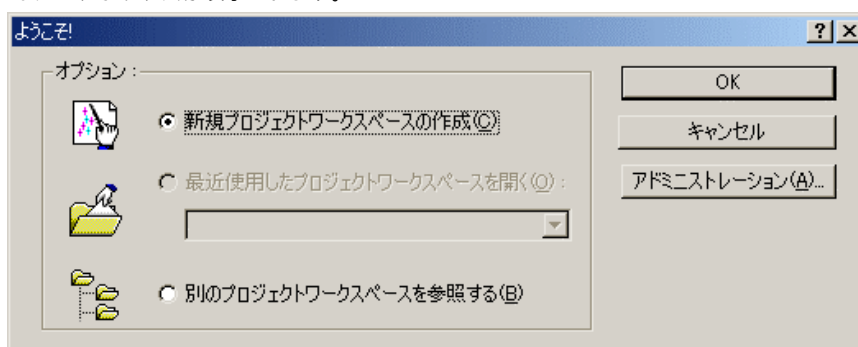 ようこそ!
オプション :
新規プロジェクトワークスペースの作成(C)
最近使用したプロジェクトワークスペースを開く(O) :
別のプロジェクトワークスペースを参照する(B)
OK
キャンセル
アドミニストレーション(A)...